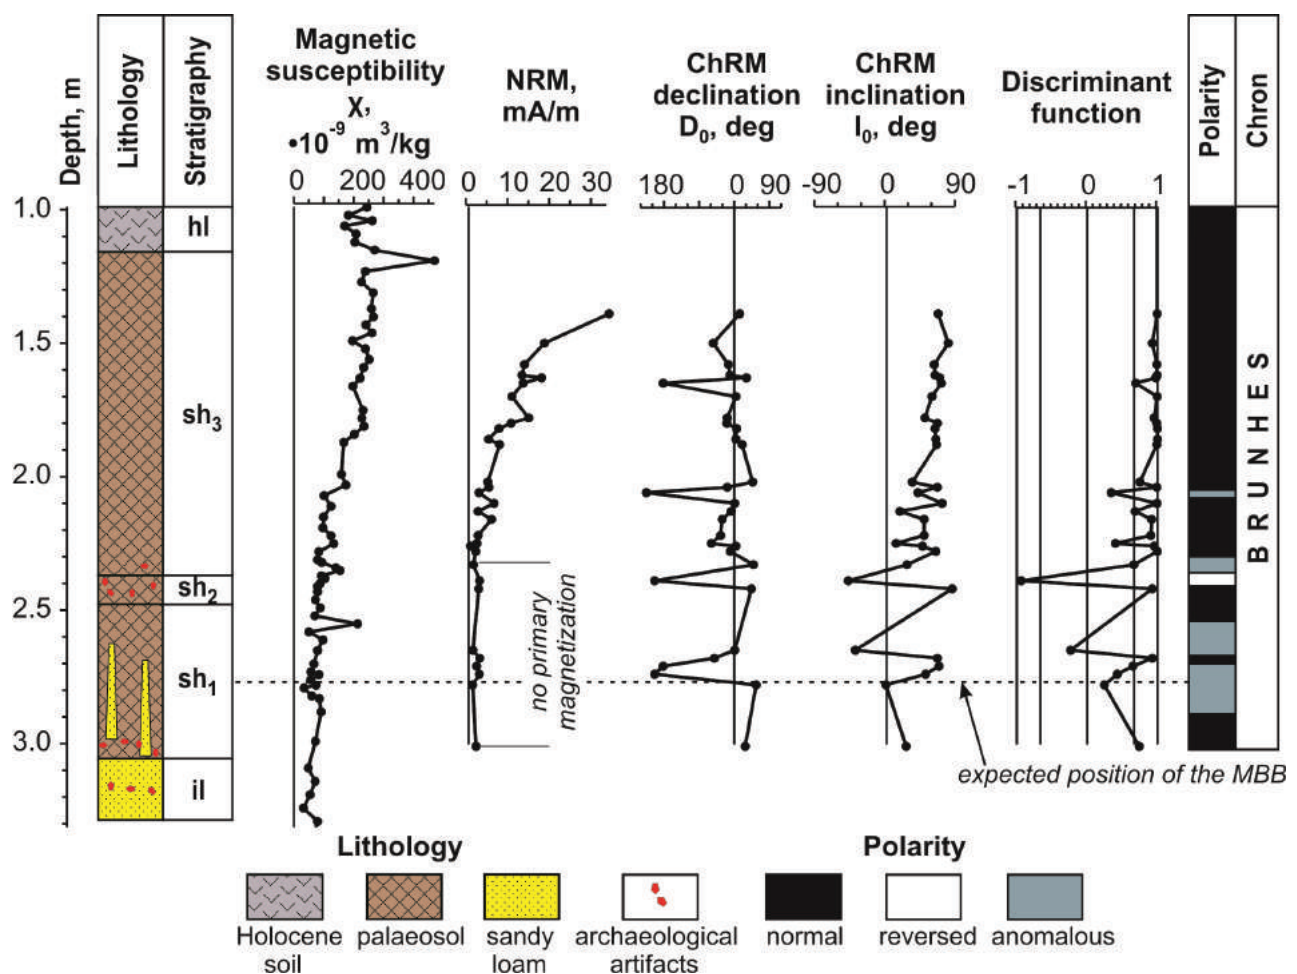 Depth, m
Lithology
Stratigraphy
Magnetic
susceptibility
X,
•10⁻⁹ m³/kg
NRM,
mA/m
ChRM
declination
D₀, deg
ChRM
inclination
I₀, deg
Discriminant
function
Polarity
Chron
0 200 400
0 10 20 30
-180 0 90
-90 0 90
-1 0 1
1.0
1.5
2.0
2.5
3.0
hl
sh₃
sh₂
sh₁
il
no primary
magnetization
expected position of the MBB
BRUNHES
Lithology
Polarity
Holocene
soil
palaeosol
sandy
loam
archaeological
artifacts
normal
reversed
anomalous